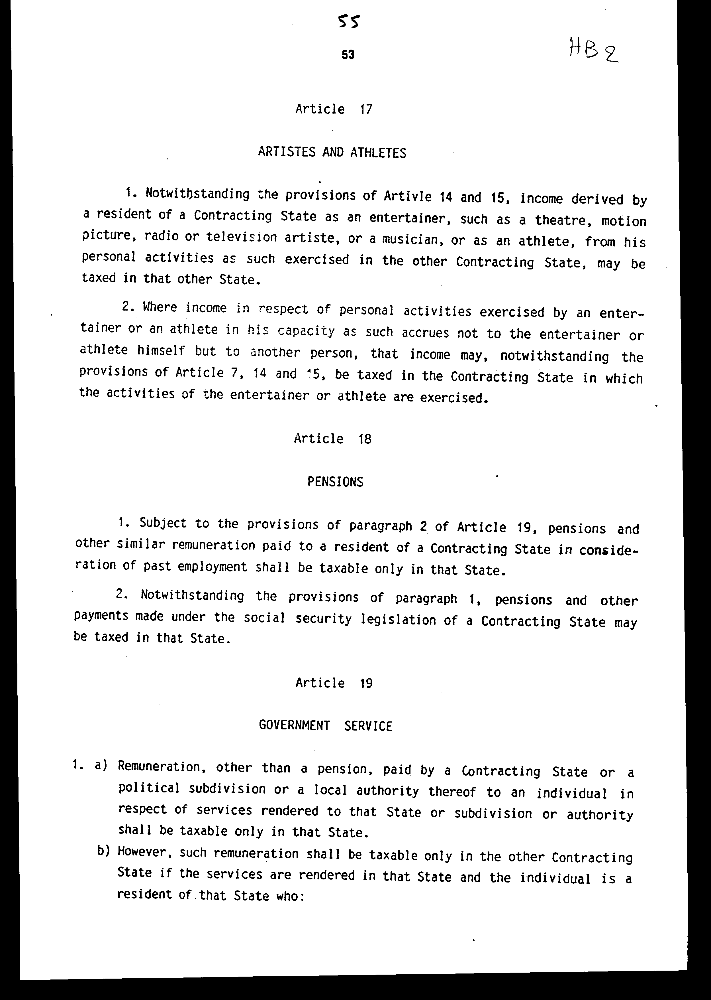 55
53
HB 2
Article 17
ARTISTES AND ATHLETES
1. Notwithstanding the provisions of Artivle 14 and 15, income derived by
a resident of a Contracting State as an entertainer, such as a theatre, motion
picture, radio or television artiste, or a musician, or as an athlete, from his
personal activities as such exercised in the other Contracting State, may be
taxed in that other State.
2. Where income in respect of personal activities exercised by an enter-
tainer or an athlete in his capacity as such accrues not to the entertainer or
athlete himself but to another person, that income may, notwithstanding the
provisions of Article 7, 14 and 15, be taxed in the Contracting State in which
the activities of the entertainer or athlete are exercised.
Article 18
PENSIONS
1. Subject to the provisions of paragraph 2 of Article 19, pensions and
other similar remuneration paid to a resident of a Contracting State in conside-
ration of past employment shall be taxable only in that State.
2. Notwithstanding the provisions of paragraph 1, pensions and other
payments made under the social security legislation of a Contracting State may
be taxed in that State.
Article 19
GOVERNMENT SERVICE
1. a) Remuneration, other than a pension, paid by a Contracting State or a
political subdivision or a local authority thereof to an individual in
respect of services rendered to that State or subdivision or authority
shall be taxable only in that State.
b) However, such remuneration shall be taxable only in the other Contracting
State if the services are rendered in that State and the individual is a
resident of that State who: